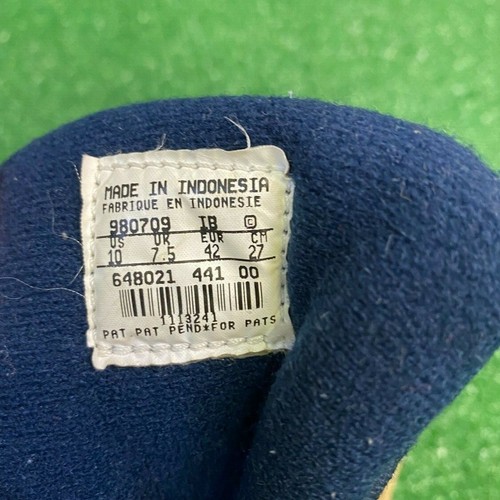 MADE IN INDONESIA
FABRIQUE EN INDONESIE
980709 IB ©
US UK EUR CM
10 7.5 42 27
648021 441 00
1113241
PAT PAT PEND*FOR PATS